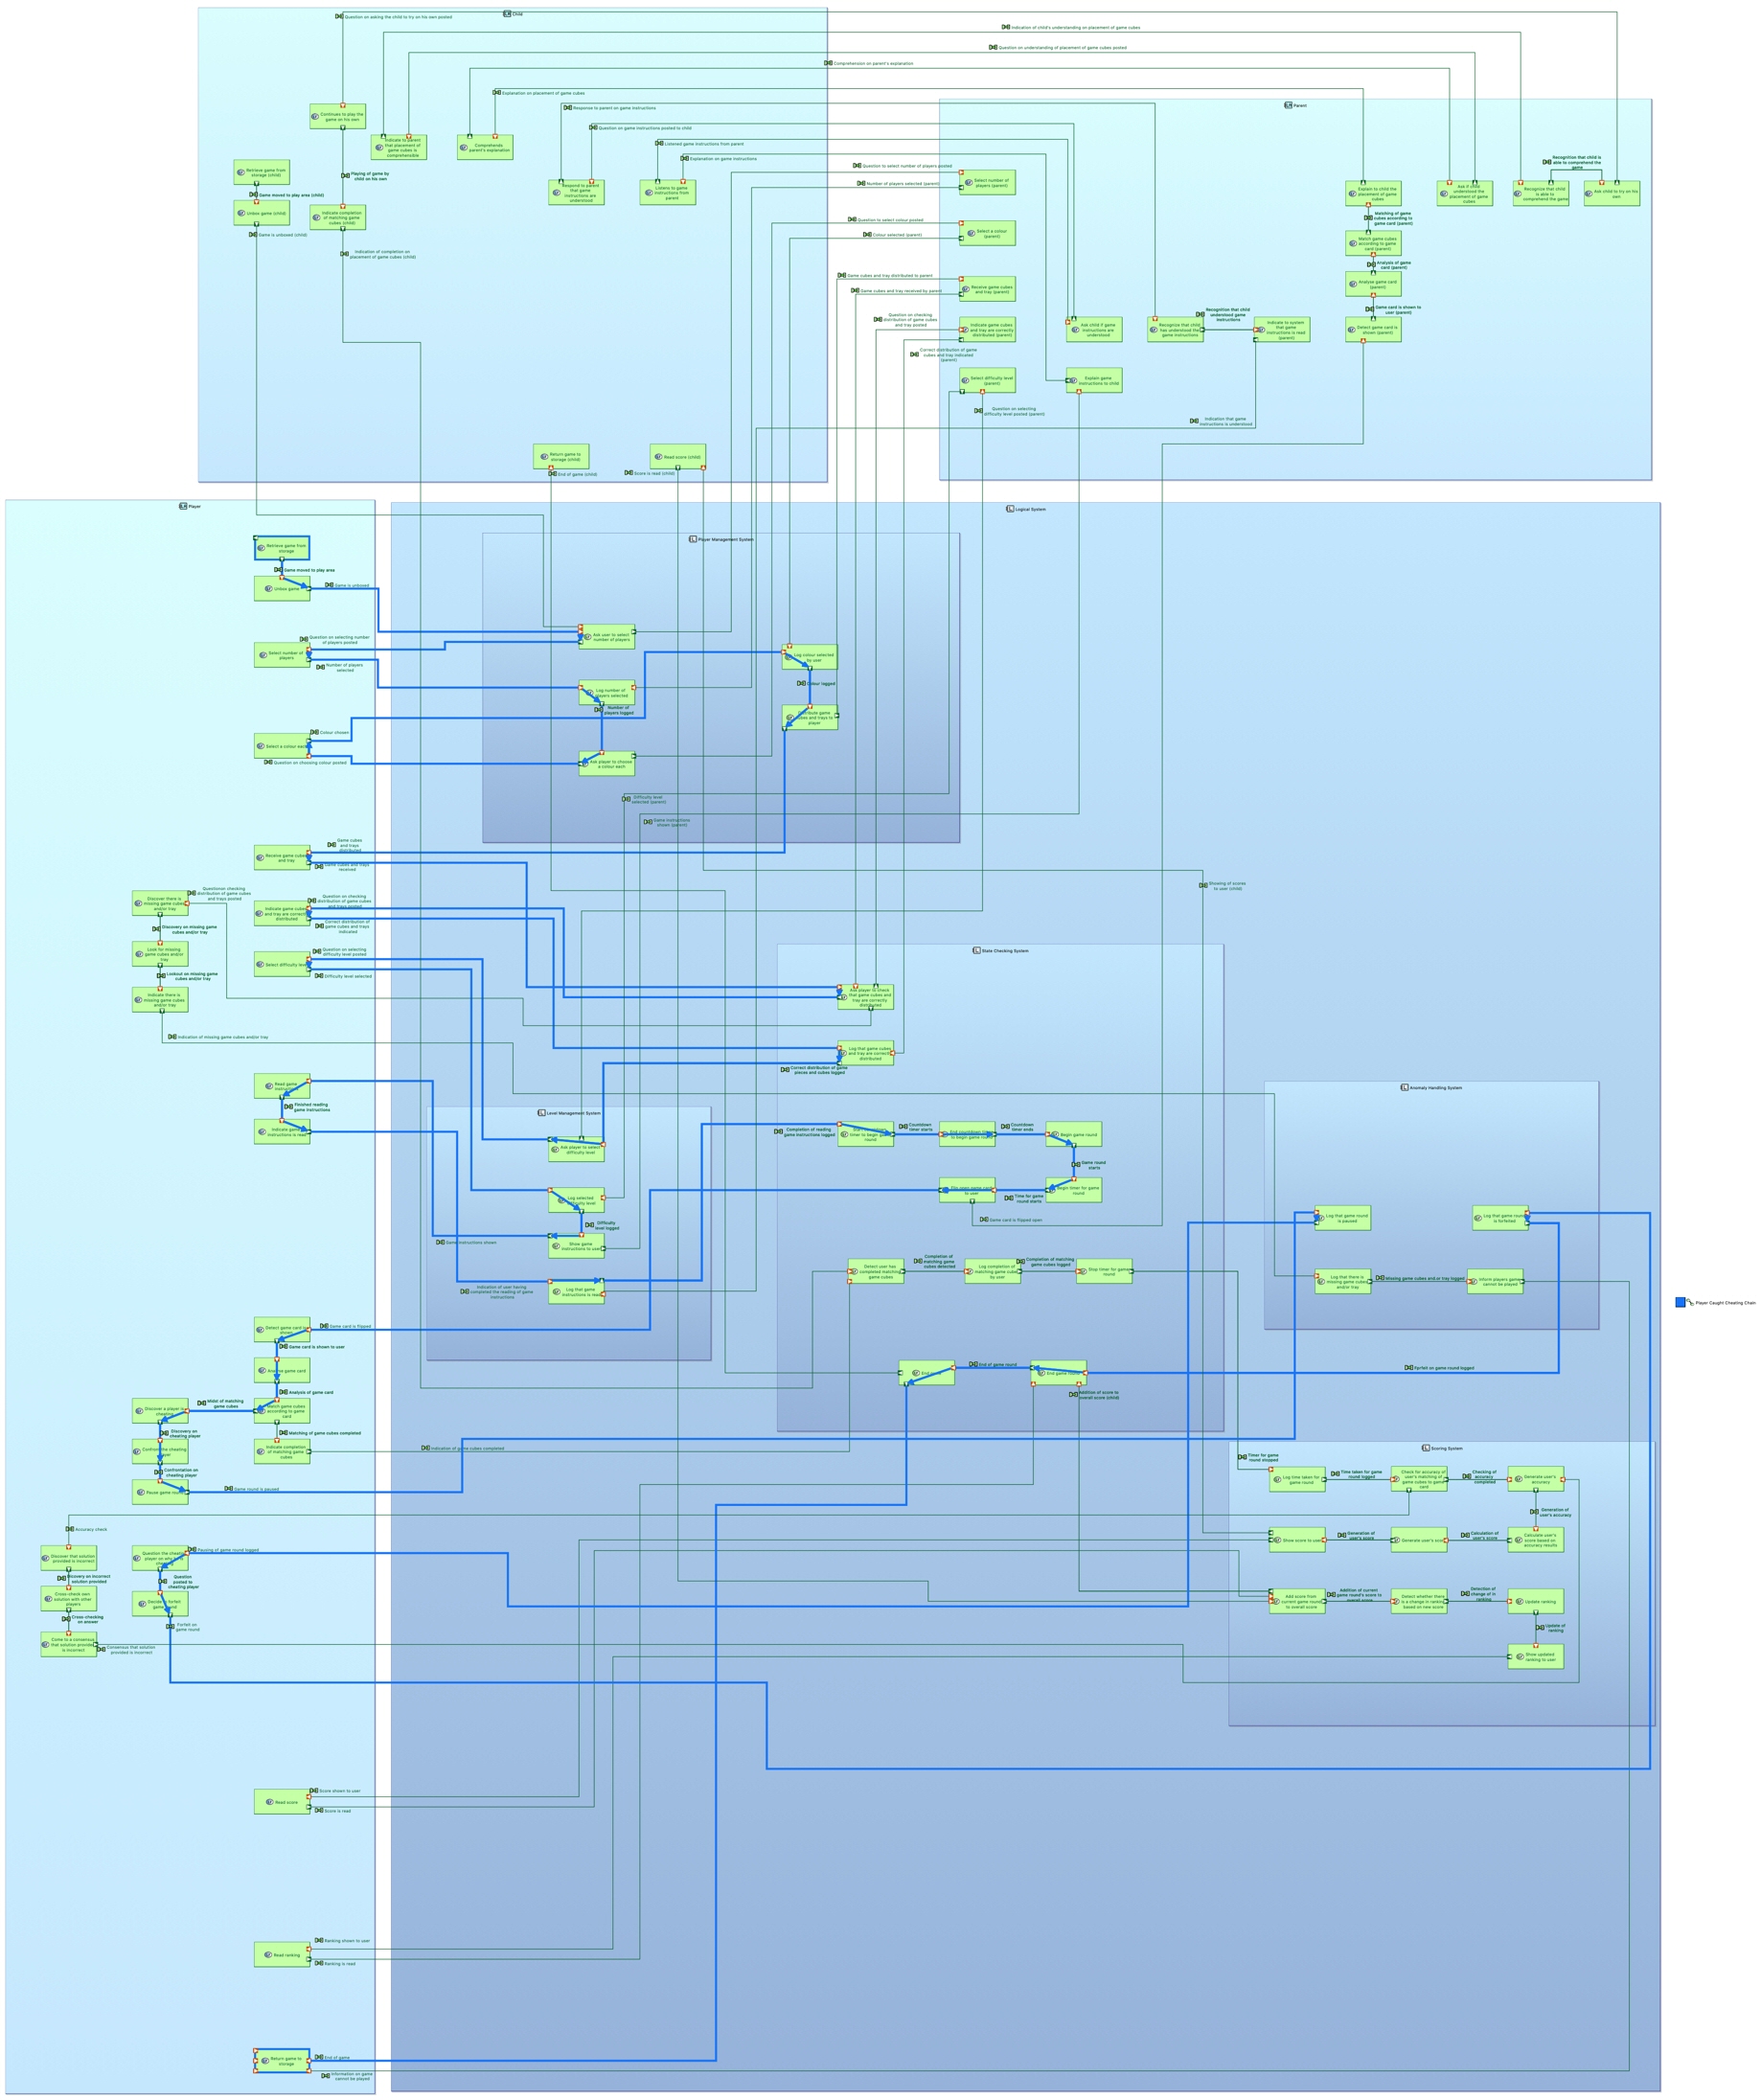 Child
Question on asking the child to try on his own posted
Indication of child's understanding on placement of game cubes
Question on understanding of placement of game cubes posted
Comprehension on parent's explanation
Explanation on placement of game cubes
Response to parent on game instructions
Question on game instructions posted to child
Listened game instructions from parent
Explanation on game instructions
Parent
Continues to play the
game on his own
Indicate to parent
that placement of
game cubes is
comprehensible
Comprehends
parent's explanation
Retrieve game from
storage (child)
Playing of game by
child on his own
Game moved to play area (child)
Unbox game (child)
Game is unboxed (child)
Indicate completion
of matching game
cubes (child)
Indication of completion on
placement of game cubes (child)
Respond to parent
that game
instructions are
understood
Listens to game
instructions from
parent
Question to select number of players posted
Number of players selected (parent)
Select number of
players (parent)
Question to select colour posted
Colour selected (parent)
Select a colour
(parent)
Game cubes and tray distributed to parent
Game cubes and tray received by parent
Receive game cubes
and tray (parent)
Question on checking
distribution of game cubes
and tray posted
Indicate game cubes
and tray are correctly
distributed (parent)
Correct distribution of game
cubes and tray indicated
(parent)
Select difficulty level
(parent)
Question on selecting
difficulty level posted (parent)
Ask child if game
instructions are
understood
Explain game
instructions to child
Recognize that child
has understood the
game instructions
Recognition that child
understood game
instructions
Indicate to system
that game
instructions is read
(parent)
Indication that game
instructions is understood
Explain to child the
placement of game
cubes
Matching of game
cubes according to
game card (parent)
Match game cubes
according to game
card (parent)
Analysis of game
card (parent)
Analyse game card
(parent)
Game card is shown to
user (parent)
Detect game card is
shown (parent)
Ask if child
understood the
placement of game
cubes
Recognition that child is
able to comprehend the
game
Recognize that child
is able to
comprehend the game
Ask child to try on his
own
Return game to
storage (child)
End of game (child)
Read score (child)
Score is read (child)
Player
Logical System
Player Management System
Retrieve game from
storage
Game moved to play area
Unbox game
Game is unboxed
Question on selecting number
of players posted
Select number of
players
Number of players
selected
Ask user to select
number of players
Log number of
players selected
Number of
players logged
Ask player to choose
a colour each
Log colour selected
by user
Colour logged
Distribute game
cubes and trays to
player
Colour chosen
Select a colour each
Question on choosing colour posted
Difficulty level
selected (parent)
Game instructions
shown (parent)
Game cubes
and trays
distributed
Receive game cubes
and tray
Game cubes and trays
received
Showing of scores
to user (child)
Questionon checking
distribution of game cubes
and trays posted
Discover there is
missing game cubes
and/or tray
Discovery on missing game
cubes and/or tray
Look for missing
game cubes and/or
tray
Lookout on missing game
cubes and/or tray
Indicate there is
missing game cubes
and/or tray
Indication of missing game cubes and/or tray
Question on checking
distribution of game cubes
and trays posted
Indicate game cubes
and tray are correctly
distributed
Correct distribution of
game cubes and trays
indicated
Question on selecting
difficulty level posted
Select difficulty level
Difficulty level selected
State Checking System
Ask player to check
that game cubes and
tray are correctly
distributed
Log that game cubes
and tray are correctly
distributed
Correct distribution of game
pieces and cubes logged
Read game
instructions
Finished reading
game instructions
Indicate game
instructions is read
Level Management System
Ask player to select
difficulty level
Log selected
difficulty level
Difficulty
level logged
Show game
instructions to user
Game instructions shown
Indication of user having
completed the reading of game
instructions
Log that game
instructions is read
Completion of reading
game instructions logged
timer to begin game
round
Countdown
timer starts
End countdown timer
to begin game round
Countdown
timer ends
Begin game round
Game round
starts
Begin timer for game
round
Time for game
round starts
to user
Game card is flipped open
Anomaly Handling System
Log that game round
is paused
Log that game round
is forfeited
Log that there is
missing game cubes
and/or tray
Missing game cubes and.or tray logged
Inform players game
cannot be played
Detect user has
completed matching
game cubes
Completion of
matching game
cubes detected
Log completion of
matching game cubes
by user
Completion of matching
game cubes logged
Stop timer for game
round
Player Caught Cheating Chain
Detect game card is
shown
Game card is flipped
Game card is shown to user
Analyse game card
Analysis of game card
Match game cubes
according to game
card
Midst of matching
game cubes
Discover a player is
cheating
Discovery on
cheating player
Confront the cheating
player
Confrontation on
cheating player
Pause game round
Game round is paused
Matching of game cubes completed
Indicate completion
of matching game
cubes
Indication of game cubes completed
End of game round
End game round
Forfeit on game round logged
Addition of score to
overall score (child)
Scoring System
Timer for game
round stopped
Log time taken for
game round
Time taken for game
round logged
Check for accuracy of
user's matching of
game cubes to game
card
Checking of
accuracy
completed
Generate user's
accuracy
Generation of
user's accuracy
Show score to user
Generation of
user's score
Generate user's score
Calculation of
user's score
Calculate user's
score based on
accuracy results
Add score from
current game round
to overall score
Addition of current
game round's score to
overall score
Detect whether there
is a change in ranking
based on new score
Detection of
change of in
ranking
Update ranking
Update of
ranking
Show updated
ranking to user
Accuracy check
Discover that solution
provided is incorrect
Discovery on incorrect
solution provided
Cross-check own
solution with other
players
Cross-checking
on answer
Come to a consensus
that solution provided
is incorrect
Consensus that solution
provided is incorrect
Pausing of game round logged
Question the cheating
player on why he is
cheating
Question
posted to
cheating player
Decide to forfeit
game round
Forfeit on
game round
Score shown to user
Read score
Score is read
Ranking shown to user
Read ranking
Ranking is read
Return game to
storage
End of game
Information on game
cannot be played